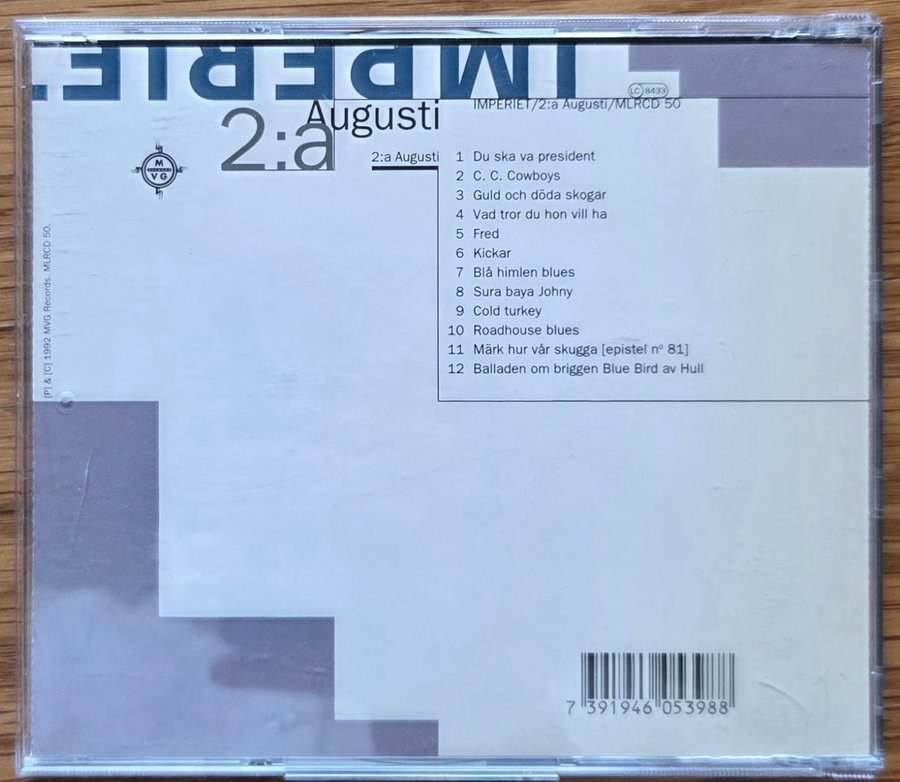 IMPERIE
LC 8433
2:a Augusti
IMPERIET/2:a Augusti/MLRCD 50
2:a Augusti
1 Du ska va president
2 C. C. Cowboys
3 Guld och döda skogar
4 Vad tror du hon vill ha
5 Fred
6 Kickar
7 Blå himlen blues
8 Sura baya Johny
9 Cold turkey
10 Roadhouse blues
11 Märk hur vår skugga [epistel nº 81]
12 Balladen om briggen Blue Bird av Hull
MVG
[P] & [C] 1992 MVG Records. MLRCD 50.
7 391946 053988